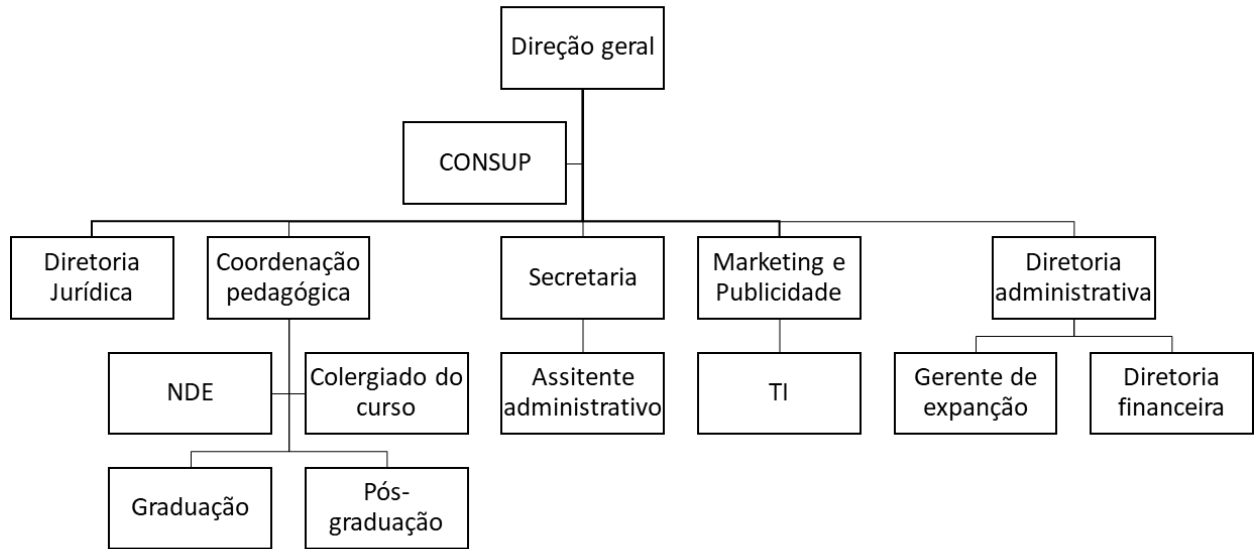 Direção geral
CONSUP
Diretoria
Jurídica
Coordenação
pedagógica
Secretaria
Marketing e
Publicidade
Diretoria
administrativa
NDE
Colergiado do
curso
Assitente
administrativo
TI
Gerente de
expanção
Diretoria
financeira
Graduação
Pós-
graduação